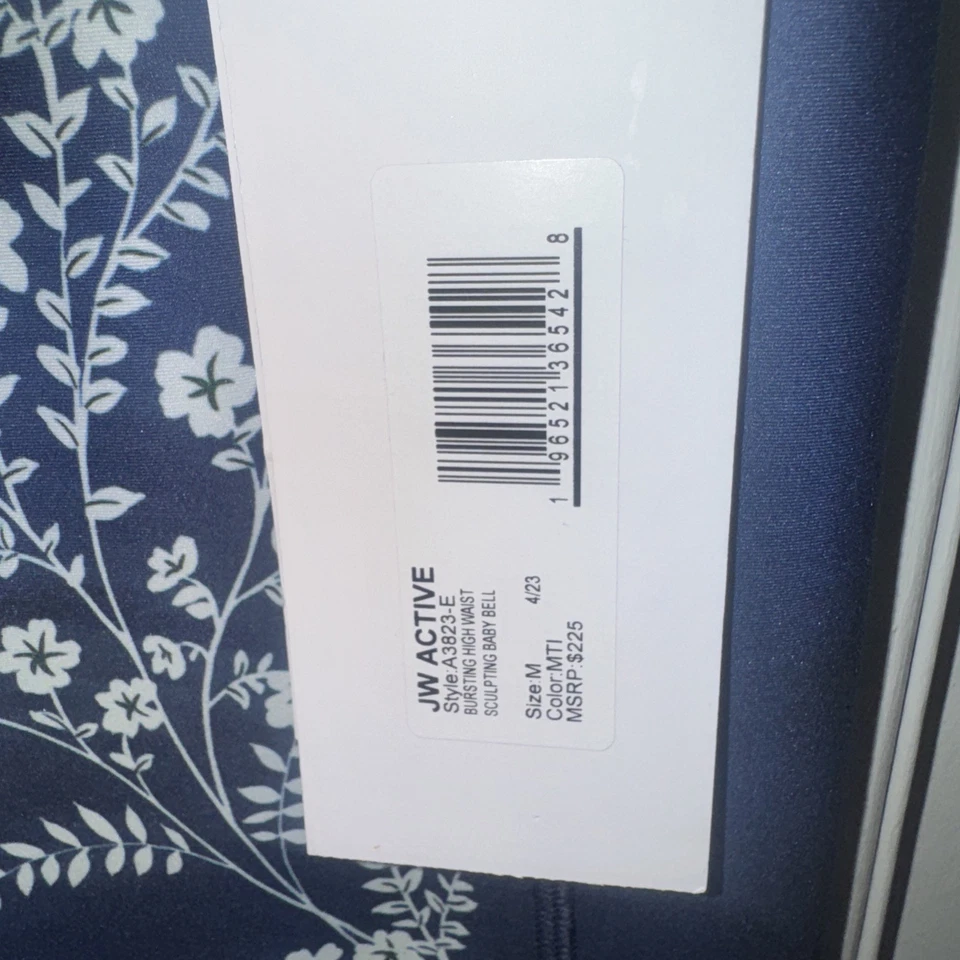 JW ACTIVE
Style:A3823-E
BURSTING HIGH WAIST
SCULPTING BABY BELL
Size:M 4/23
Color:MTI
MSRP:$225
1 96521 36542 8